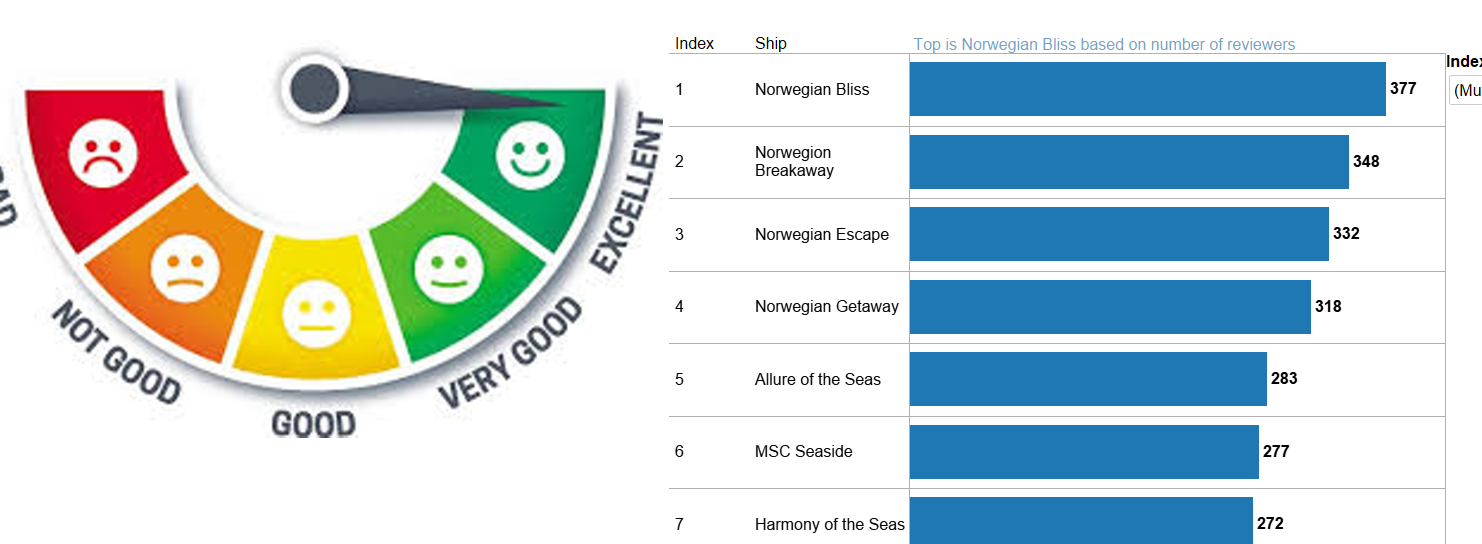 NOT GOOD
GOOD
VERY GOOD
EXCELLENT
Index Ship Top is Norwegian Bliss based on number of reviewers
1 Norwegian Bliss 377
2 Norwegion
Breakaway 348
3 Norwegian Escape 332
4 Norwegian Getaway 318
5 Allure of the Seas 283
6 MSC Seaside 277
7 Harmony of the Seas 272